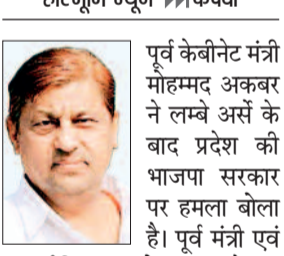 पूर्व केबीनेट मंत्री
मोहम्मद अकबर
ने लम्बे अर्से के
बाद प्रदेश की
भाजपा सरकार
पर हमला बोला
है। पूर्व मंत्री एवं